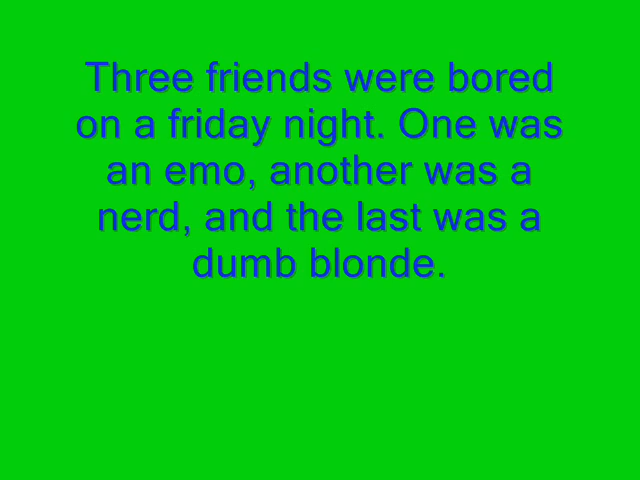 Three friends were bored
on a friday night. One was
an emo, another was a
nerd, and the last was a
dumb blonde.